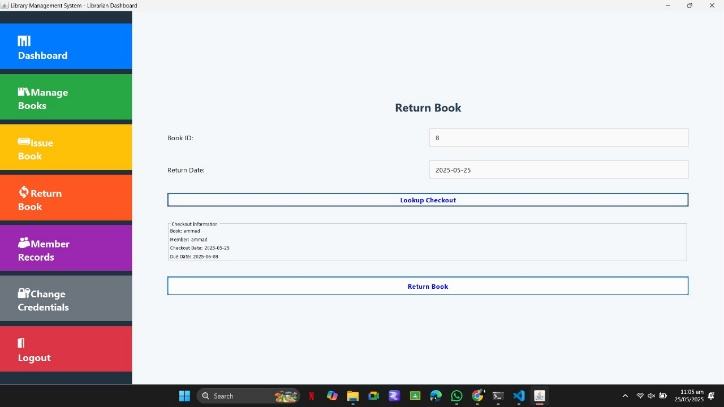 Library Management System - Librarian Dashboard
Dashboard
Manage
Books
Issue
Book
Return
Book
Member
Records
Change
Credentials
Logout
Return Book
Book ID:
8
Return Date:
2025-05-25
Lookup Checkout
Checkout Information
Book: ammad
Member: ammad
Checkout Date: 2025-05-25
Due Date: 2025-06-08
Return Book
Search
11:05 am
25/05/2025